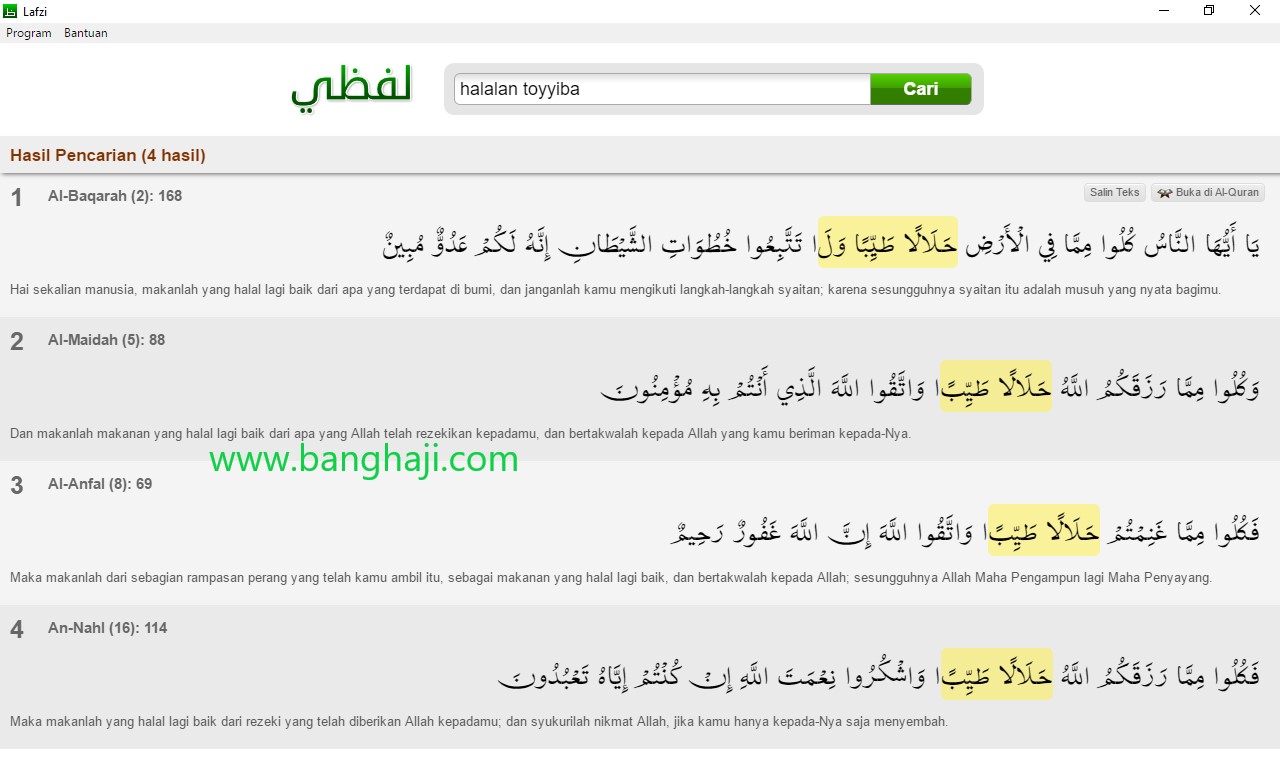 Lafzi
Program Bantuan
لفظي
halalan toyyiba
Cari
Hasil Pencarian (4 hasil)
1 Al-Baqarah (2): 168
Salin Teks
Buka di Al-Quran
يَا أَيُّهَا النَّاسُ كُلُوا مِمَّا فِي الْأَرْضِ حَلَالًا طَيِّبًا وَلَا تَتَّبِعُوا خُطُوَاتِ الشَّيْطَانِ إِنَّهُ لَكُمْ عَدُوٌّ مُبِينٌ
Hai sekalian manusia, makanlah yang halal lagi baik dari apa yang terdapat di bumi, dan janganlah kamu mengikuti langkah-langkah syaitan; karena sesungguhnya syaitan itu adalah musuh yang nyata bagimu.
2 Al-Maidah (5): 88
وَكُلُوا مِمَّا رَزَقَكُمُ اللَّهُ حَلَالًا طَيِّبًا وَاتَّقُوا اللَّهَ الَّذِي أَنْتُمْ بِهِ مُؤْمِنُونَ
Dan makanlah makanan yang halal lagi baik dari apa yang Allah telah rezekikan kepadamu, dan bertakwalah kepada Allah yang kamu beriman kepada-Nya.
www.banghaji.com
3 Al-Anfal (8): 69
فَكُلُوا مِمَّا غَنِمْتُمْ حَلَالًا طَيِّبًا وَاتَّقُوا اللَّهَ إِنَّ اللَّهَ غَفُورٌ رَحِيمٌ
Maka makanlah dari sebagian rampasan perang yang telah kamu ambil itu, sebagai makanan yang halal lagi baik, dan bertakwalah kepada Allah; sesungguhnya Allah Maha Pengampun lagi Maha Penyayang.
4 An-Nahl (16): 114
فَكُلُوا مِمَّا رَزَقَكُمُ اللَّهُ حَلَالًا طَيِّبًا وَاشْكُرُوا نِعْمَتَ اللَّهِ إِنْ كُنْتُمْ إِيَّاهُ تَعْبُدُونَ
Maka makanlah yang halal lagi baik dari rezeki yang telah diberikan Allah kepadamu; dan syukurilah nikmat Allah, jika kamu hanya kepada-Nya saja menyembah.